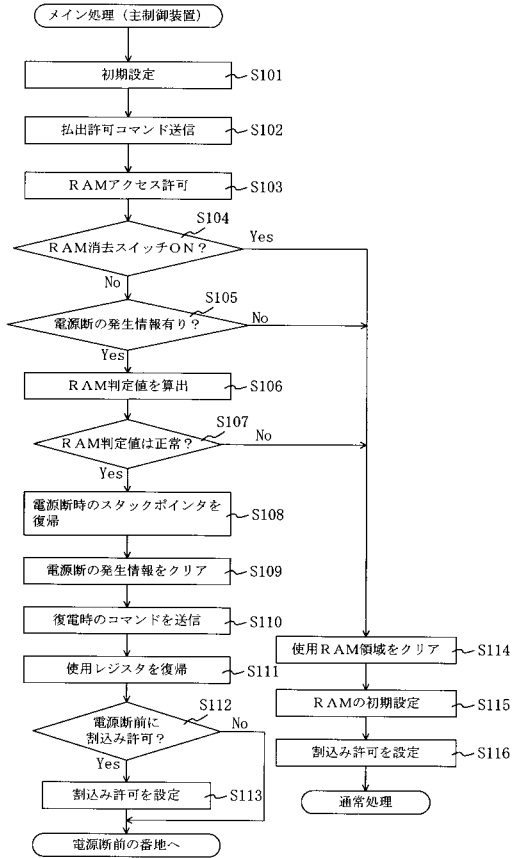 メイン処理（主制御装置）
初期設定
S101
払出許可コマンド送信
S102
ＲＡＭアクセス許可
S103
S104
ＲＡＭ消去スイッチＯＮ？
Yes
No
S105
電源断の発生情報有り？
No
Yes
ＲＡＭ判定値を算出
S106
S107
ＲＡＭ判定値は正常？
No
Yes
電源断時のスタックポインタを
復帰
S108
電源断の発生情報をクリア
S109
復電時のコマンドを送信
S110
使用レジスタを復帰
S111
S112
電源断前に
割込み許可？
No
Yes
割込み許可を設定
S113
電源断前の番地へ
使用ＲＡＭ領域をクリア
S114
ＲＡＭの初期設定
S115
割込み許可を設定
S116
通常処理